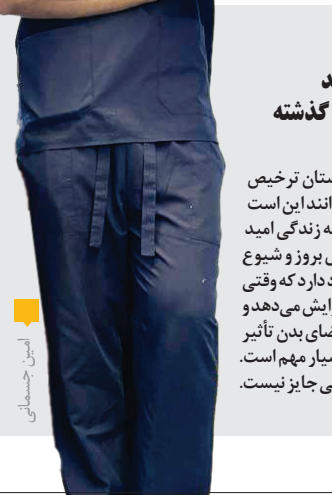 د
گذشته
ستان ترخیص
انند این است
ه زندگی امید
بروز و شیوع
د دارد که وقتی
ایش می‌دهد و
ضای بدن تأثیر
سیار مهم است.
ی جایز نیست.
امین جسمانی